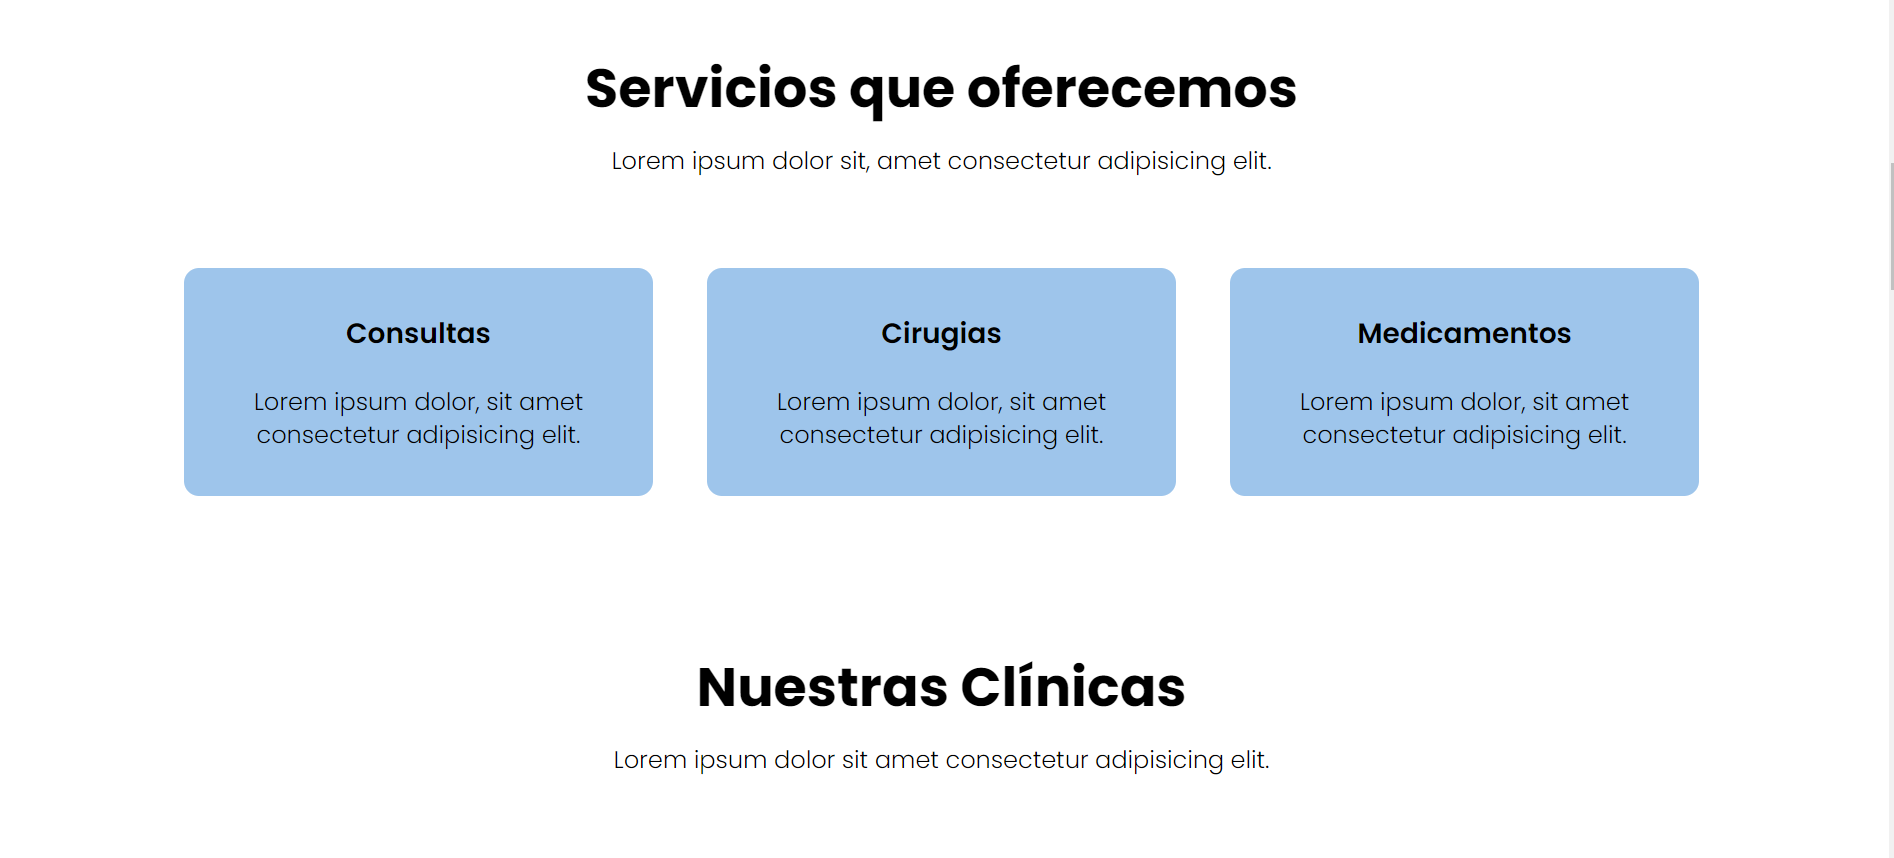 Servicios que oferecemos
Lorem ipsum dolor sit, amet consectetur adipisicing elit.
Consultas
Lorem ipsum dolor, sit amet
consectetur adipisicing elit.
Cirugias
Lorem ipsum dolor, sit amet
consectetur adipisicing elit.
Medicamentos
Lorem ipsum dolor, sit amet
consectetur adipisicing elit.
Nuestras Clínicas
Lorem ipsum dolor sit amet consectetur adipisicing elit.